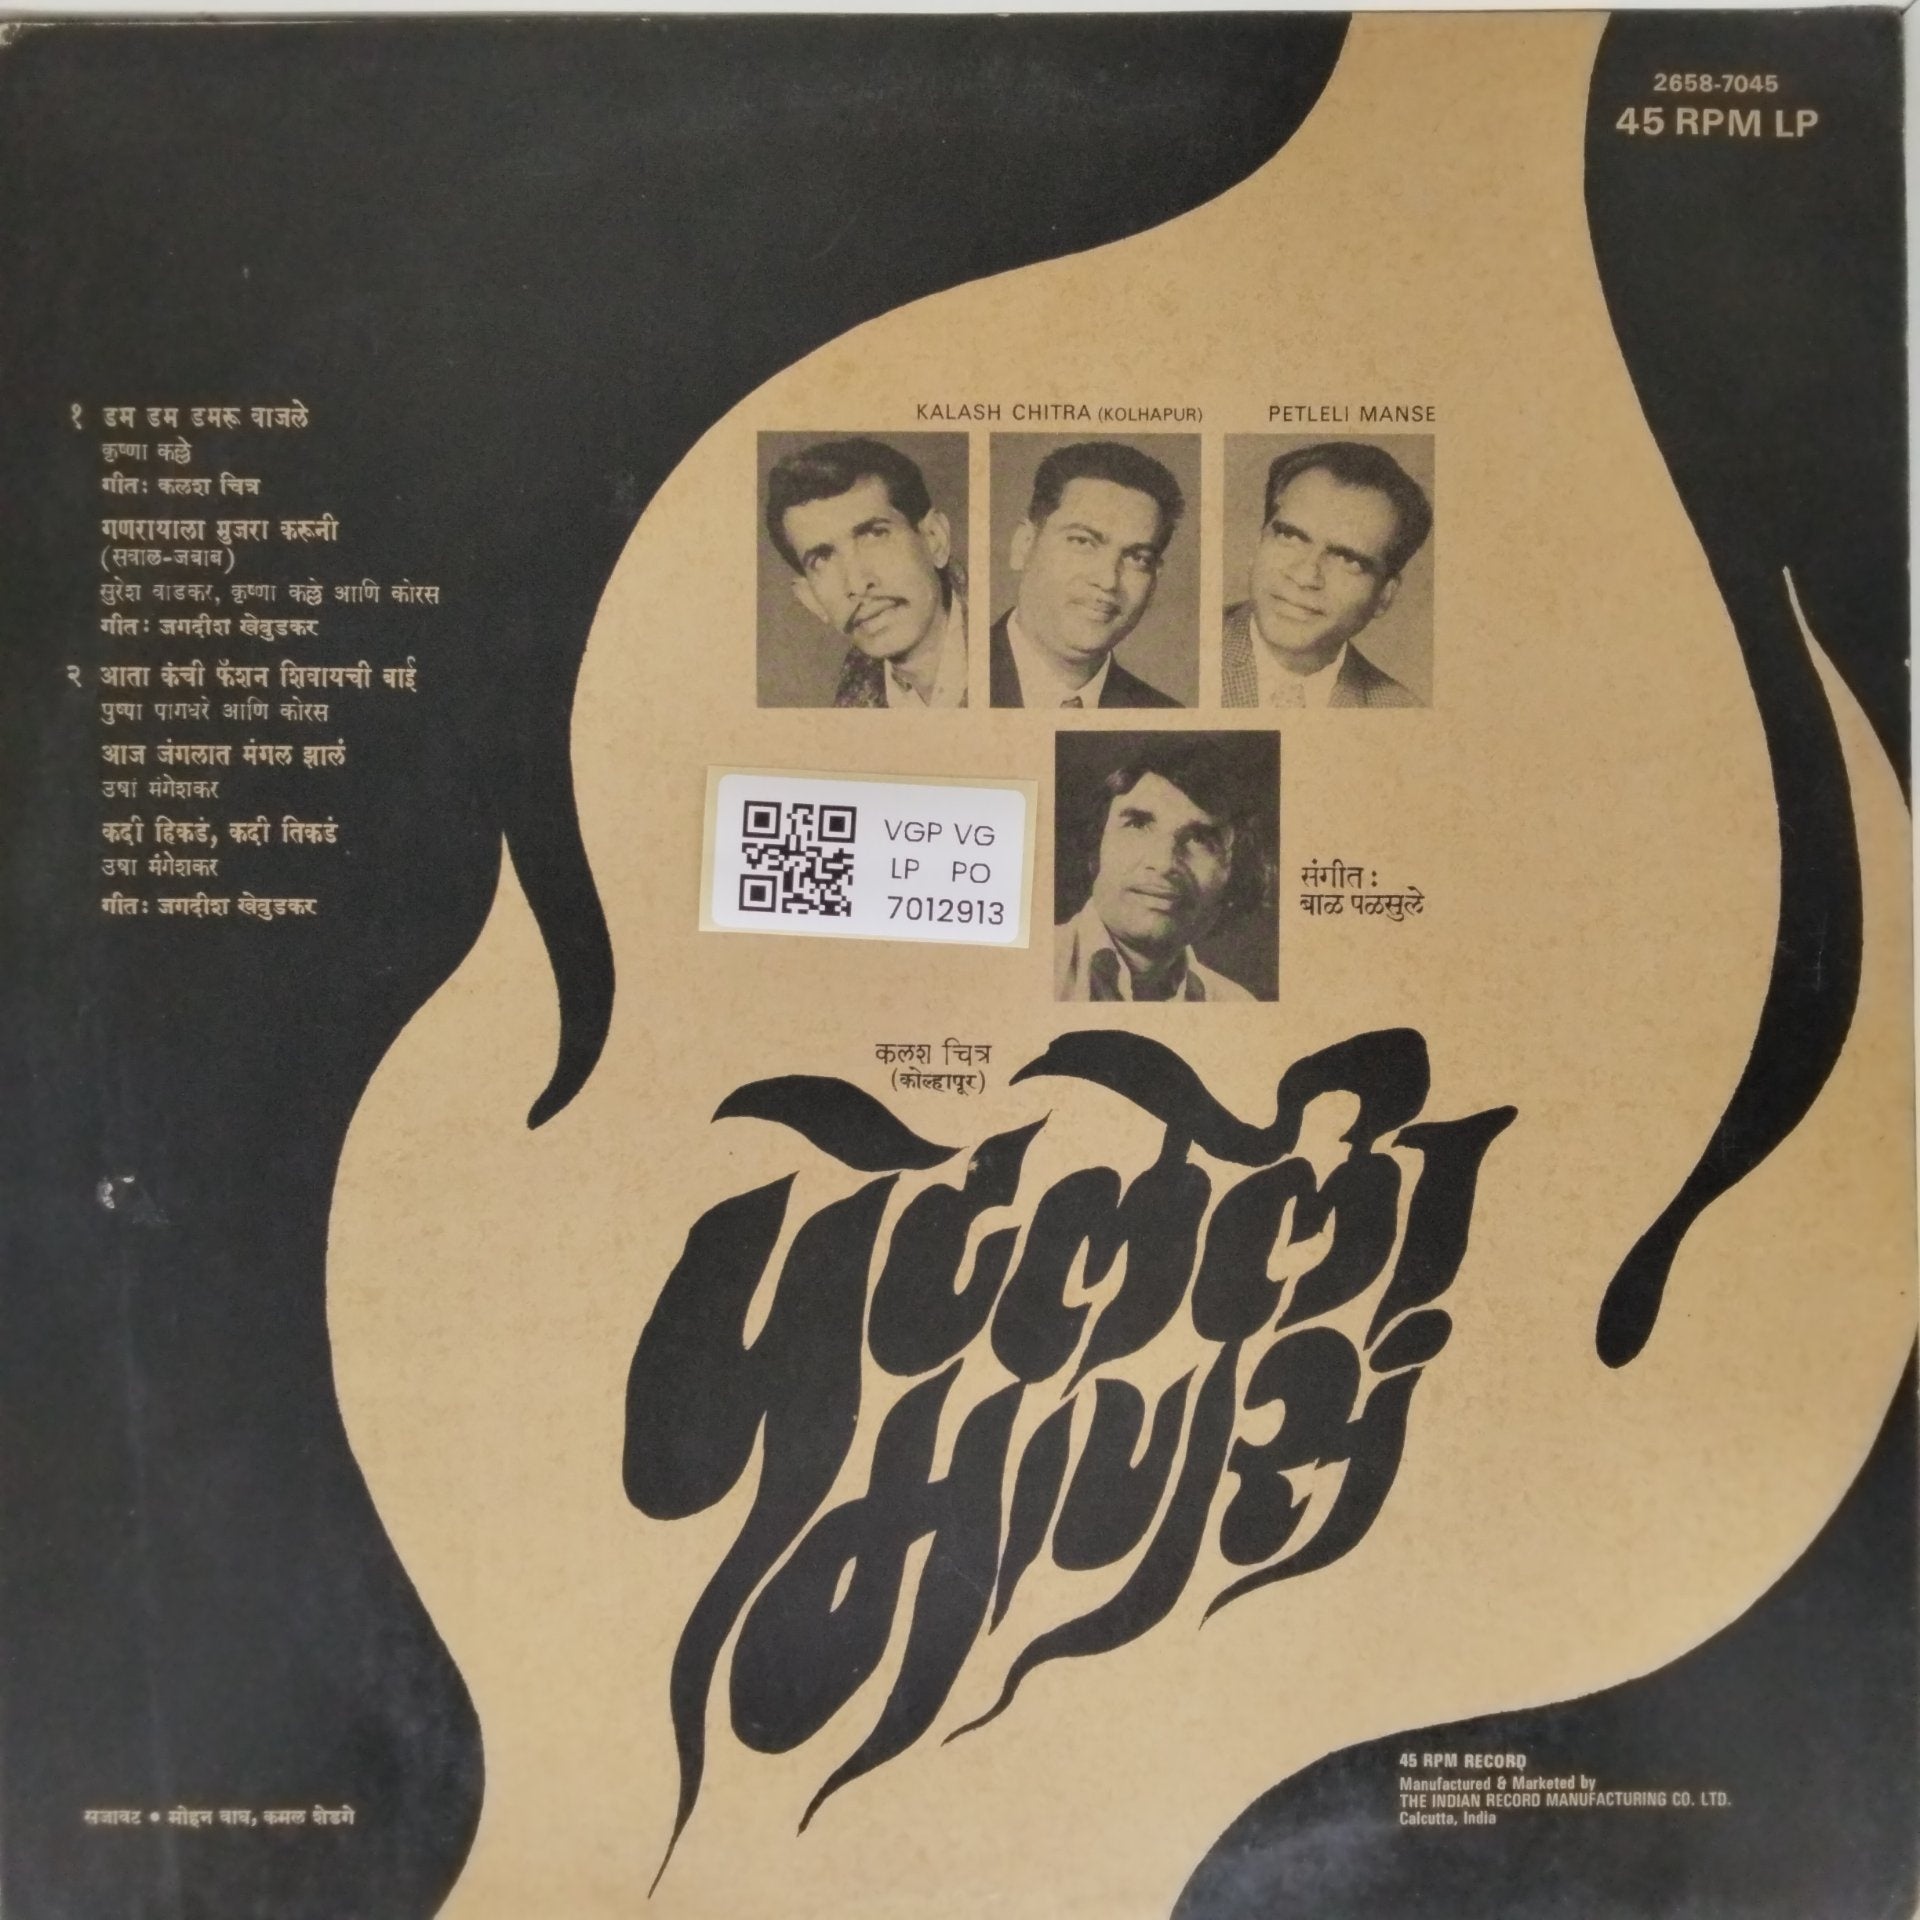 2658-7045
45 RPM LP
१ डम डम डमरू वाजले
कृष्णा कल्ले
गीत: कलश चित्र
गणरायाला मुजरा करूनी
(सवाल-जबाब)
सुरेश वाडकर, कृष्णा कल्ले आणि कोरस
गीत: जगदीश खेबुडकर
२ आता कंची फॅशन शिवायची बाई
पुष्पा पागधरे आणि कोरस
आज जंगलात मंगल झालं
उषा मंगेशकर
कदी हिकडं, कदी तिकडं
उषा मंगेशकर
गीत: जगदीश खेबुडकर
KALASH CHITRA (KOLHAPUR)
PETLELI MANSE
VGP VG
LP PO
7012913
संगीत:
बाळ पळसुले
कलश चित्र
(कोल्हापूर)
पेटलेली
माणसं
सजावट • मोहन वाघ, कमल शेडगे
45 RPM RECORD
Manufactured & Marketed by
THE INDIAN RECORD MANUFACTURING CO. LTD.
Calcutta, India